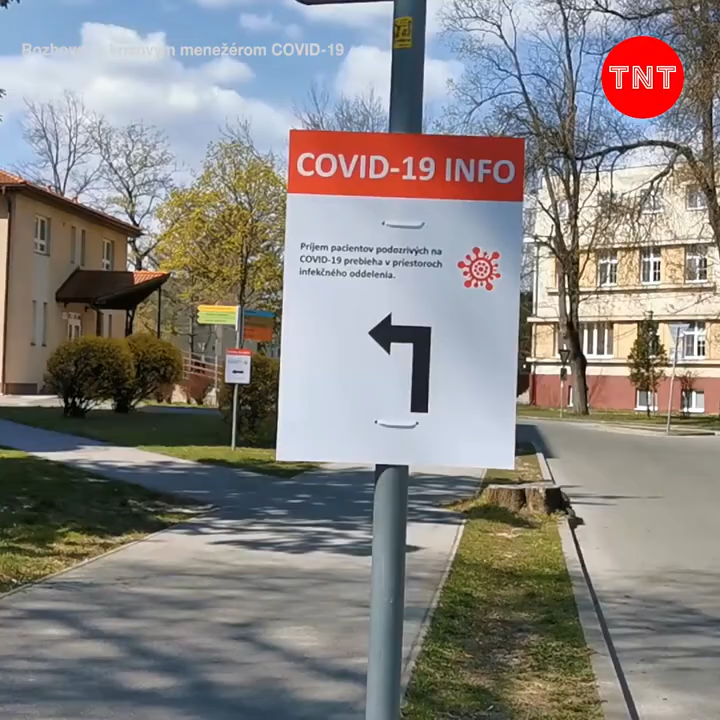 menežérom COVID-19
TNT
COVID-19 INFO
Príjem pacientov podozrivých na
COVID-19 prebieha v priestoroch
infekčného oddelenia.